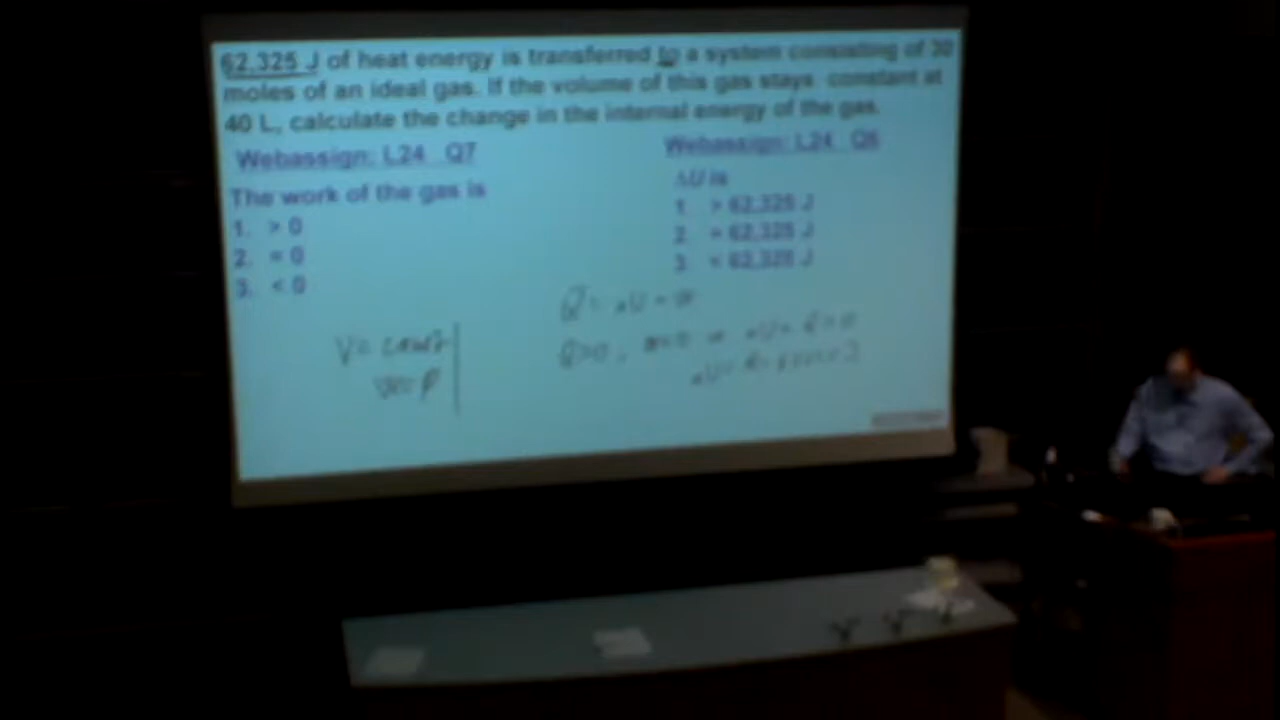 62,325 J of heat energy is transferred to a system consisting of 30
moles of an ideal gas. If the volume of this gas stays constant at
40 L, calculate the change in the internal energy of the gas.
Webassign: L24 Q7
The work of the gas is
1. > 0
2. = 0
3. < 0
Webassign: L24 Q6
ΔU is
1. > 62,325 J
2. = 62,325 J
3. < 62,325 J
V = const
Q = ΔU +
Q>0,